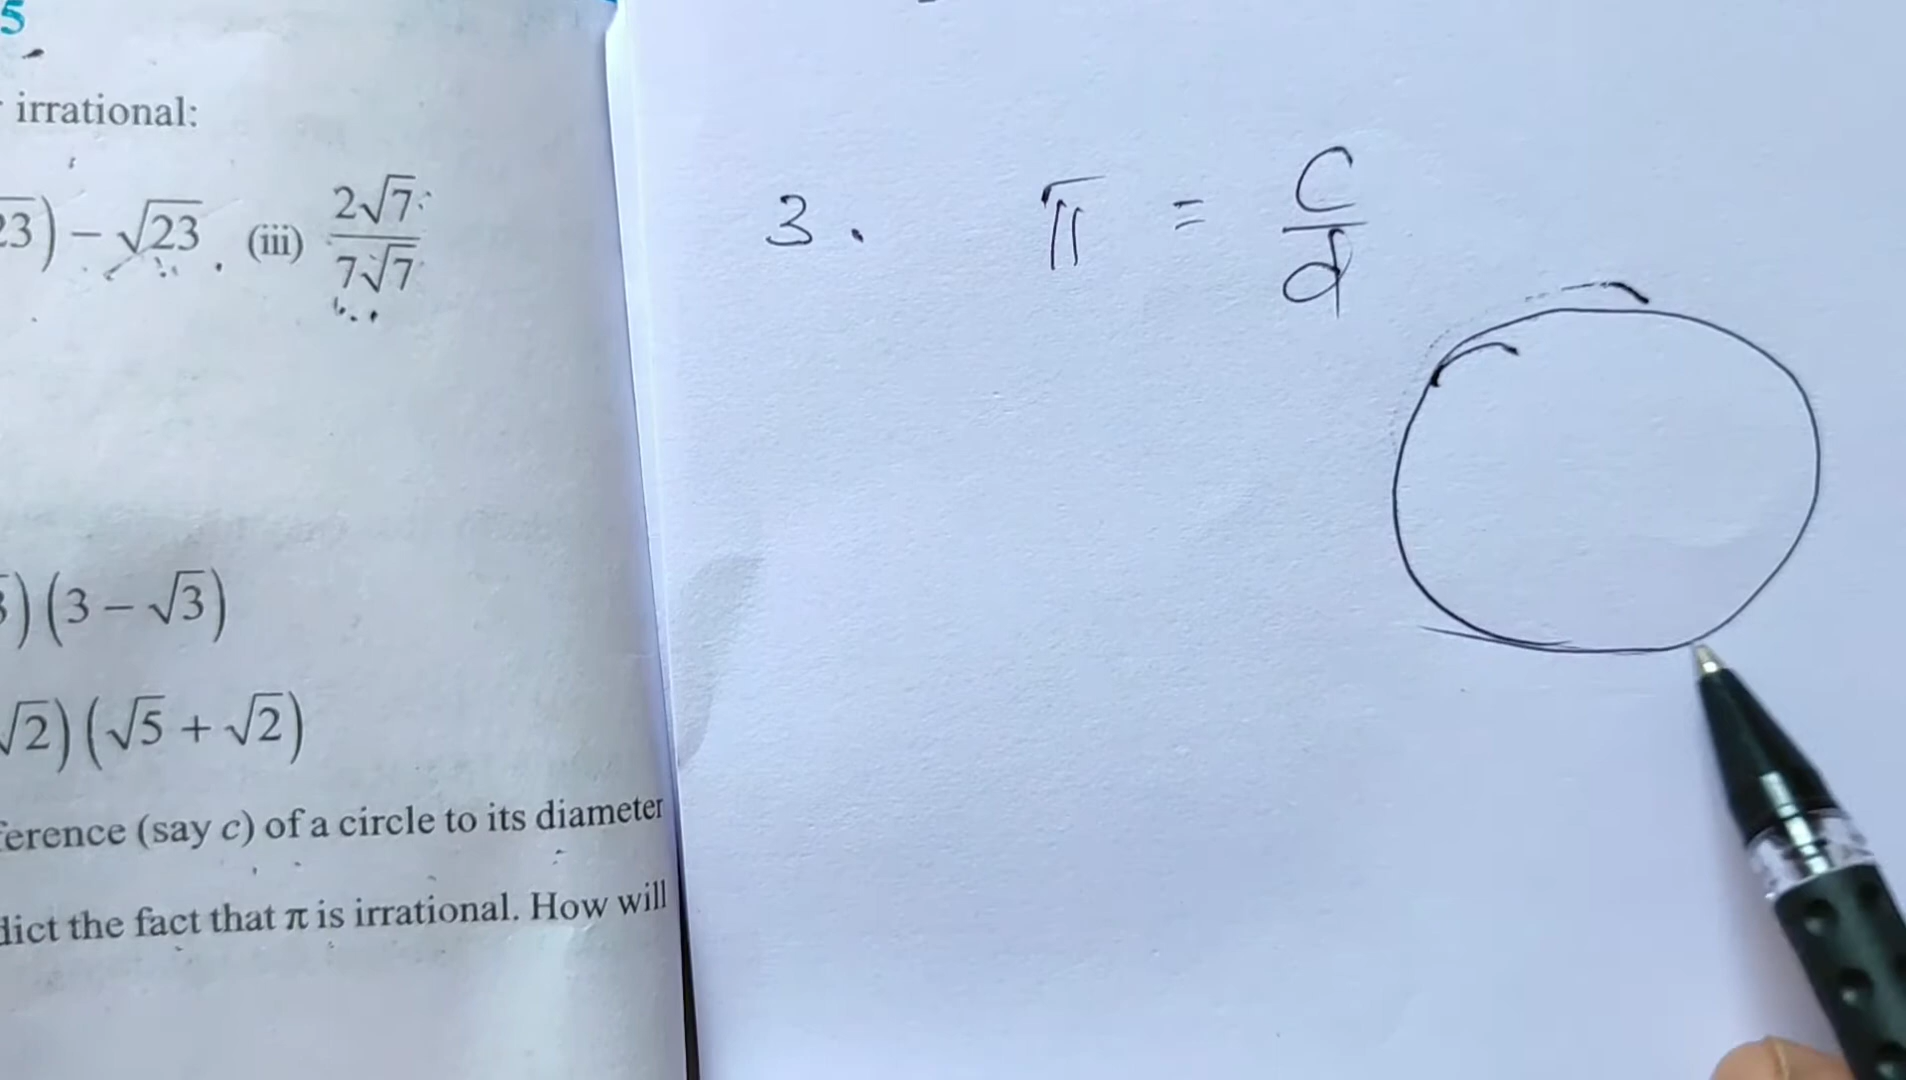 5
irrational:
23) − √23 . (iii) 2√7 / 7√7
) (3 − √3)
√2) (√5 + √2)
ference (say c) of a circle to its diameter
dict the fact that π is irrational. How will
3. π = C / d